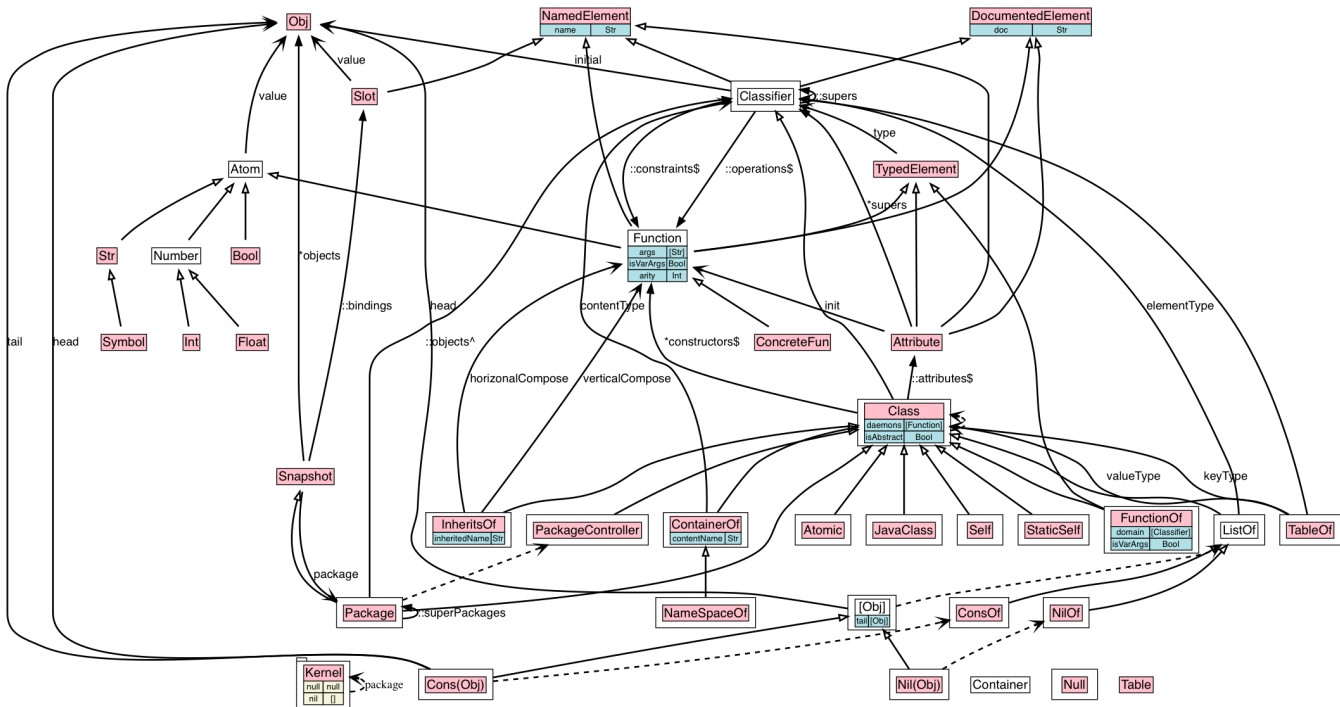 Obj
NamedElement
name Str
DocumentedElement
doc Str
value
initial
Slot
Classifier
::supers
value
type
Atom
::constraints$
::operations$
TypedElement
*supers
Function
args [Str]
isVarArgs Bool
arity Int
Str
Number
Bool
*objects
::bindings
head
contentType
init
elementType
tail
head
Symbol
Int
Float
::objects^
*constructors$
ConcreteFun
Attribute
horizonalCompose
verticalCompose
::attributes$
Class
daemons [Function]
isAbstract Bool
Snapshot
valueType
keyType
InheritsOf
inheritedName Str
PackageController
ContainerOf
contentName Str
Atomic
JavaClass
Self
StaticSelf
FunctionOf
domain [Classifier]
isVarArgs Bool
ListOf
TableOf
package
Package
::superPackages
NameSpaceOf
[Obj]
tail [Obj]
ConsOf
NilOf
Kernel
null null
nil []
package
Cons(Obj)
Nil(Obj)
Container
Null
Table